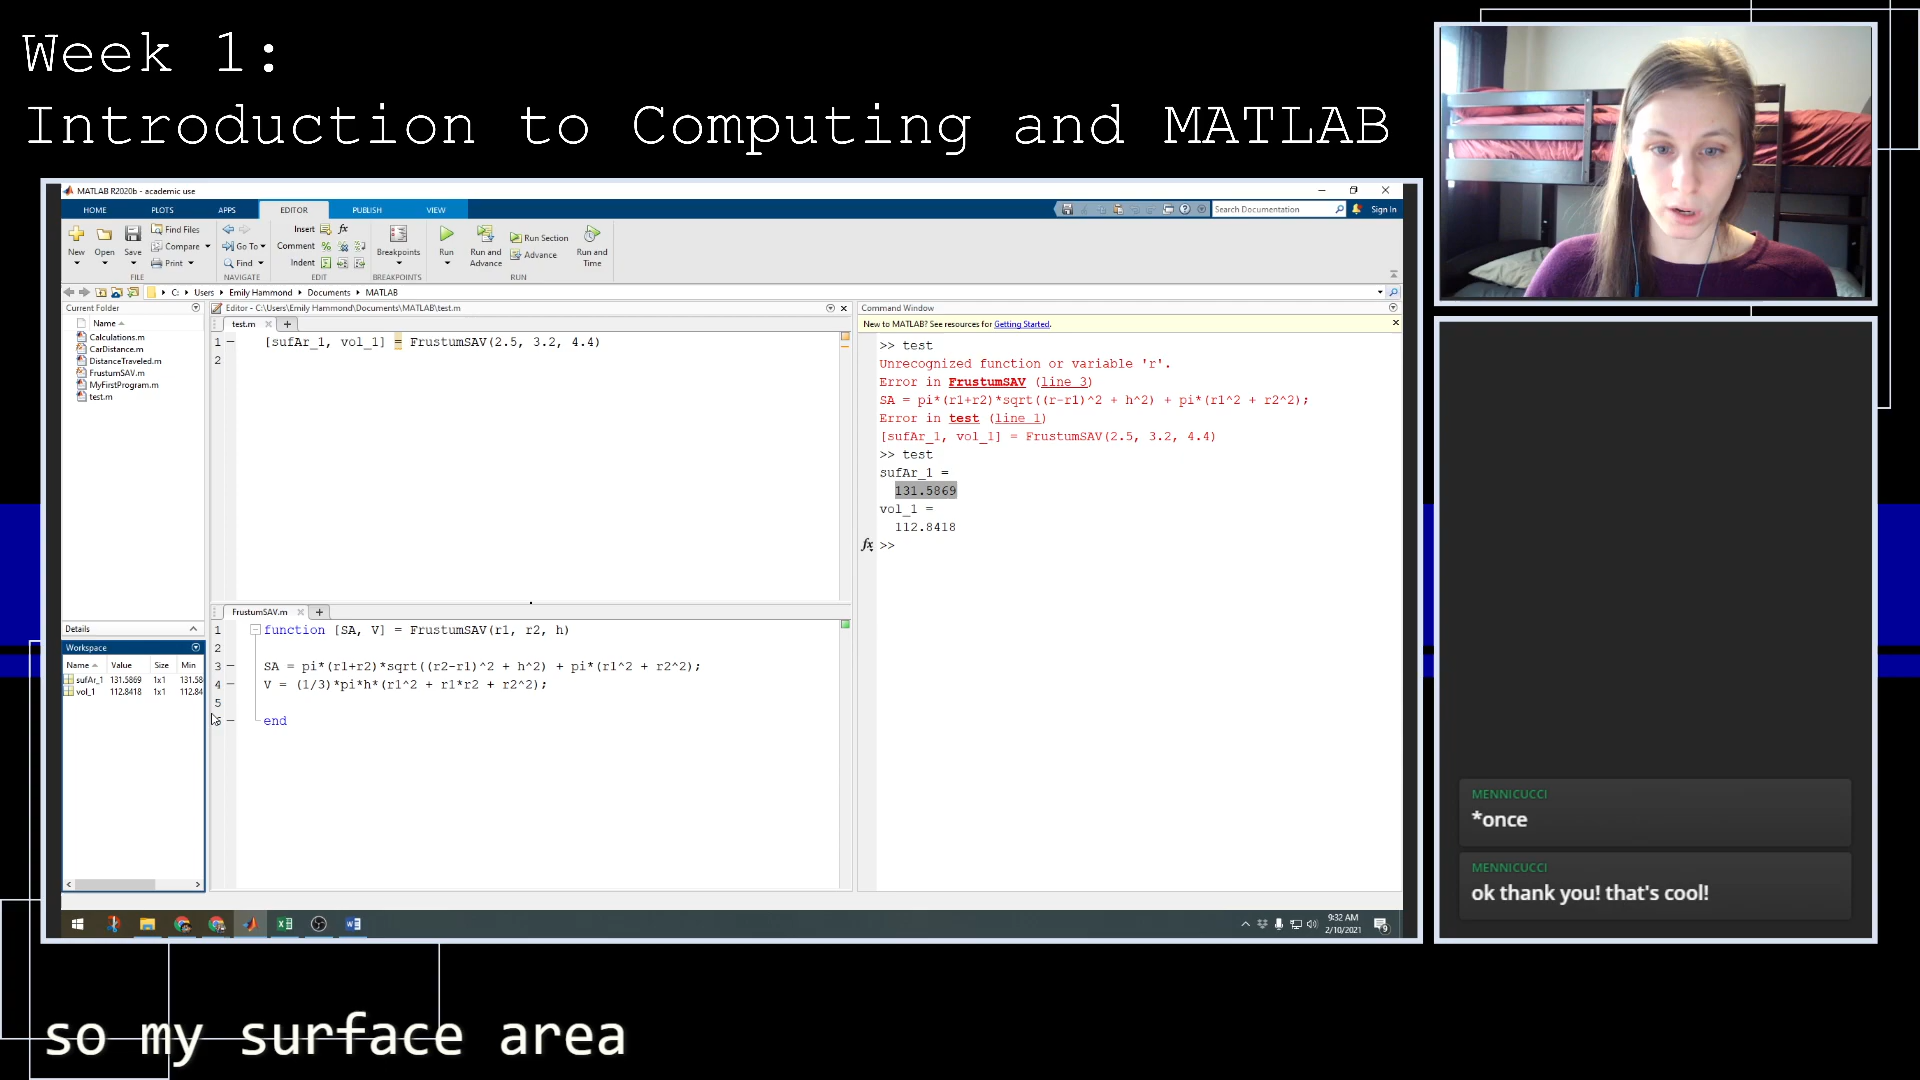 Week 1:
Introduction to Computing and MATLAB
MATLAB R2020b - academic use
HOME PLOTS APPS EDITOR PUBLISH VIEW
Search Documentation
Sign In
New Open Save
Find Files
Compare
Print
FILE
Go To
Find
NAVIGATE
Insert fx
Comment
Indent
EDIT
Breakpoints
BREAKPOINTS
Run
Run and Advance
Run Section
Advance
Run and Time
RUN
C: Users Emily Hammond Documents MATLAB
Current Folder
Name
Calculations.m
CarDistance.m
DistanceTraveled.m
FrustumSAV.m
MyFirstProgram.m
test.m
Details
Workspace
Name Value Size Min
sufAr_1 131.5869 1x1 131.58
vol_1 112.8418 1x1 112.84
Editor - C:\Users\Emily Hammond\Documents\MATLAB\test.m
test.m
1 [sufAr_1, vol_1] = FrustumSAV(2.5, 3.2, 4.4)
2
FrustumSAV.m
1 function [SA, V] = FrustumSAV(r1, r2, h)
2
3 SA = pi*(r1+r2)*sqrt((r2-r1)^2 + h^2) + pi*(r1^2 + r2^2);
4 V = (1/3)*pi*h*(r1^2 + r1*r2 + r2^2);
5
end
Command Window
New to MATLAB? See resources for Getting Started.
>> test
Unrecognized function or variable 'r'.
Error in FrustumSAV (line 3)
SA = pi*(r1+r2)*sqrt((r-r1)^2 + h^2) + pi*(r1^2 + r2^2);
Error in test (line 1)
[sufAr_1, vol_1] = FrustumSAV(2.5, 3.2, 4.4)
>> test
sufAr_1 =
131.5869
vol_1 =
112.8418
fx >>
9:32 AM
2/10/2021
MENNICUCCI
*once
MENNICUCCI
ok thank you! that's cool!
so my surface area